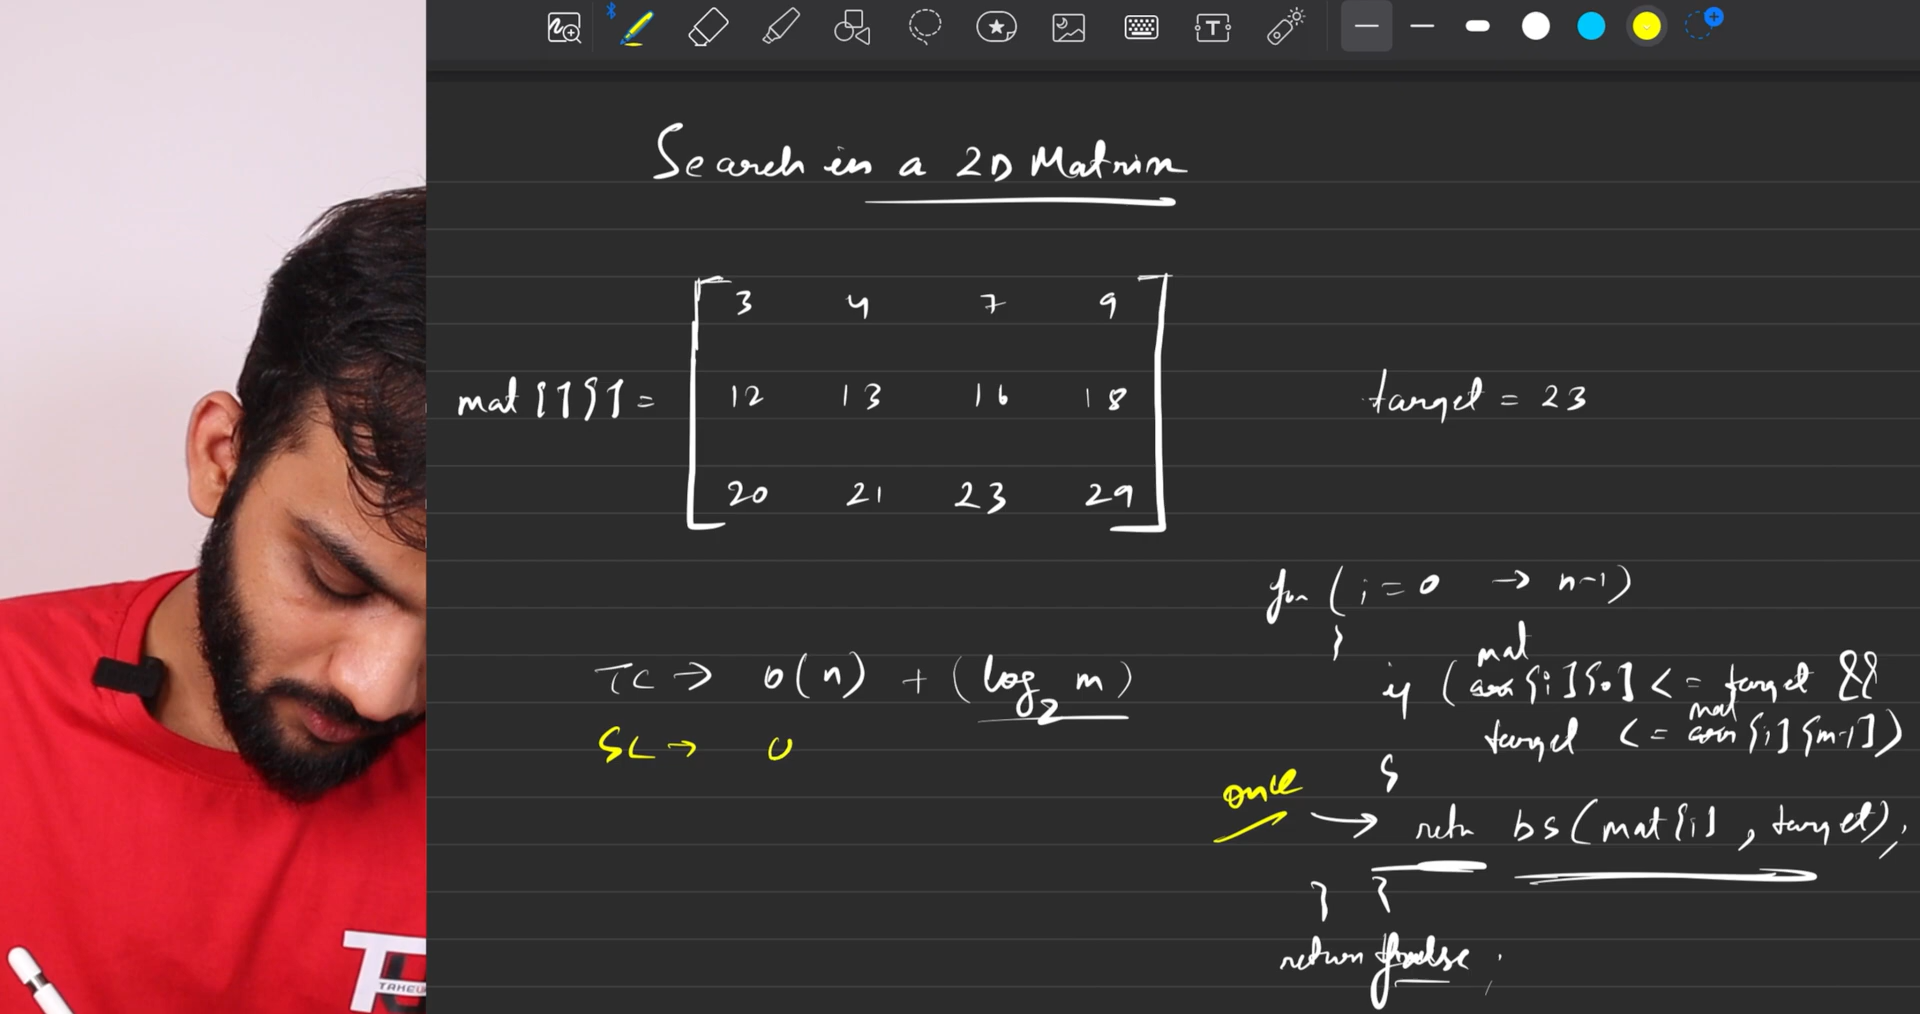 Search in a 2D Matrix
3 4 7 9
mat[][] = 12 13 16 18
target = 23
20 21 23 29
for (i=0 → n-1)
{
mat
if (arr[i][0] <= target &&
mat
target <= arr[i][m-1])
TC → O(n) + (log2 m)
SC → O
{
once → retn bs(mat[i], target);
} }
return false;
TAKEU